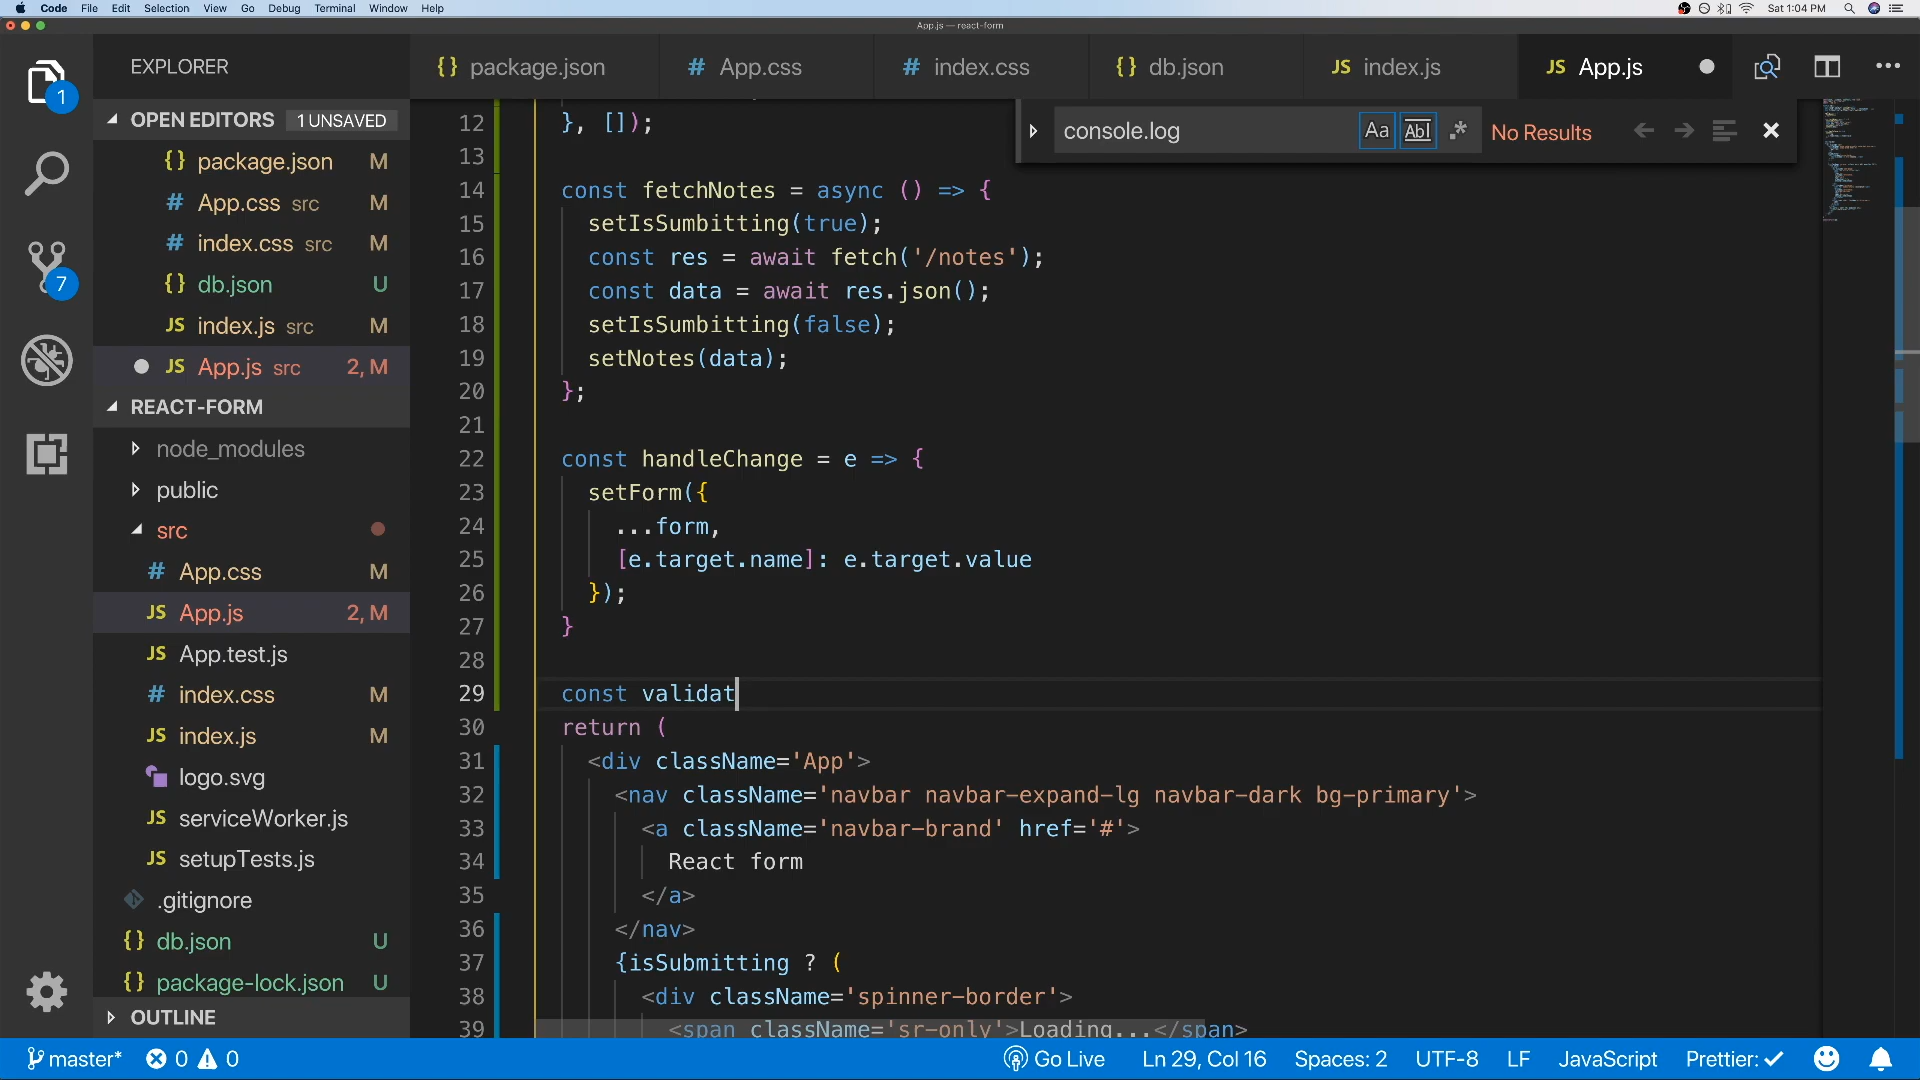 Code File Edit Selection View Go Debug Terminal Window Help
Sat 1:04 PM
App.js — react-form
EXPLORER
{} package.json
# App.css
# index.css
{} db.json
JS index.js
JS App.js
1
OPEN EDITORS 1 UNSAVED
{} package.json M
# App.css src M
# index.css src M
{} db.json U
JS index.js src M
JS App.js src 2, M
REACT-FORM
node_modules
public
src
# App.css M
JS App.js 2, M
JS App.test.js
# index.css M
JS index.js M
logo.svg
JS serviceWorker.js
JS setupTests.js
.gitignore
{} db.json U
{} package-lock.json U
OUTLINE
7
console.log Aa Abl .* No Results
12 }, []);
13
14 const fetchNotes = async () => {
15 setIsSumbitting(true);
16 const res = await fetch('/notes');
17 const data = await res.json();
18 setIsSumbitting(false);
19 setNotes(data);
20 };
21
22 const handleChange = e => {
23 setForm({
24 ...form,
25 [e.target.name]: e.target.value
26 });
27 }
28
29 const validat
30 return (
31 <div className='App'>
32 <nav className='navbar navbar-expand-lg navbar-dark bg-primary'>
33 <a className='navbar-brand' href='#'>
34 React form
35 </a>
36 </nav>
37 {isSubmitting ? (
38 <div className='spinner-border'>
39 <span className='sr-only'>Loading...</span>
master* 0 0 Go Live Ln 29, Col 16 Spaces: 2 UTF-8 LF JavaScript Prettier: ✓